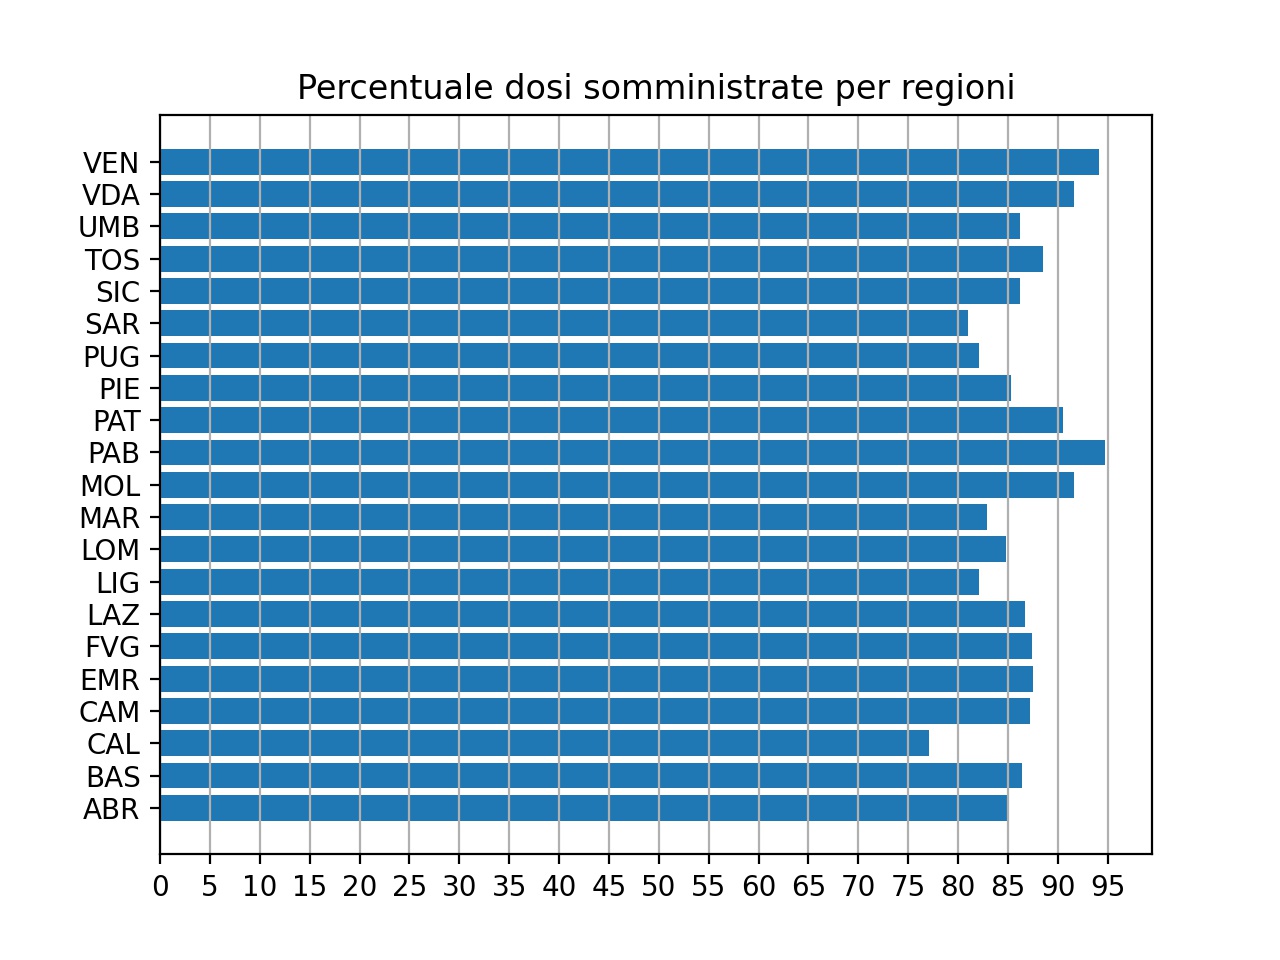 Percentuale dosi somministrate per regioni
VEN
VDA
UMB
TOS
SIC
SAR
PUG
PIE
PAT
PAB
MOL
MAR
LOM
LIG
LAZ
FVG
EMR
CAM
CAL
BAS
ABR
0 5 10 15 20 25 30 35 40 45 50 55 60 65 70 75 80 85 90 95